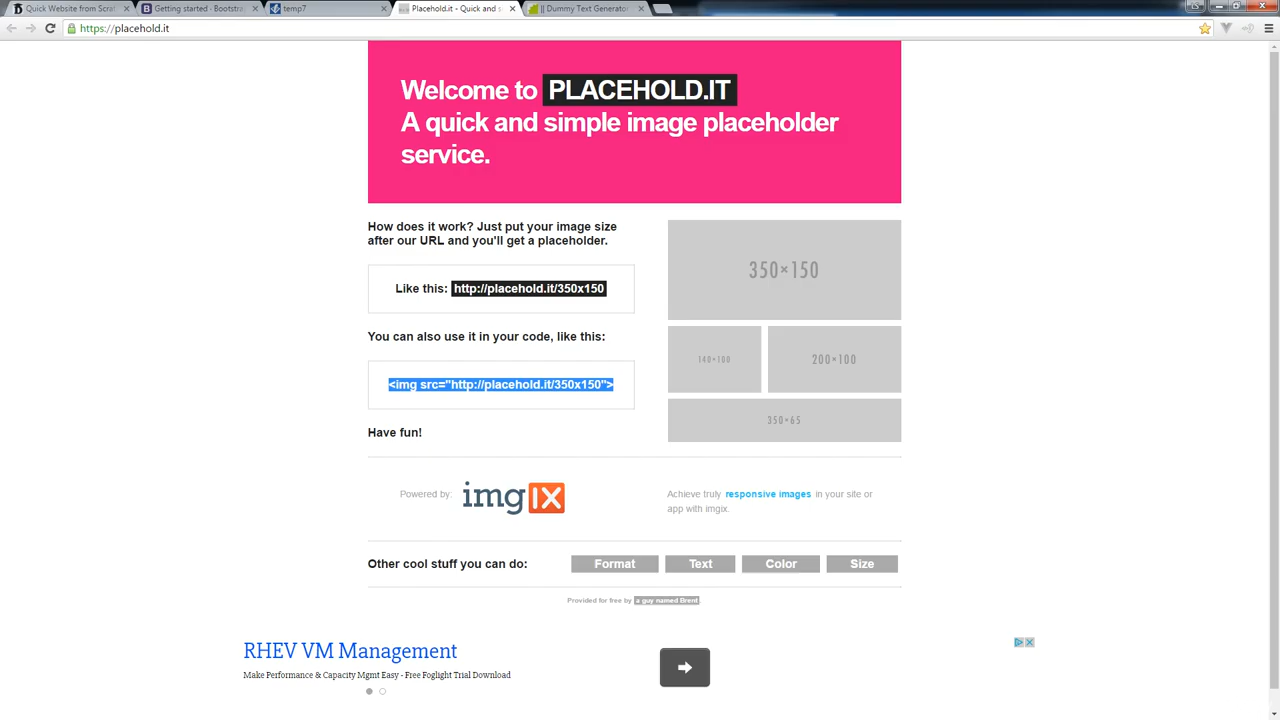 Quick Website from Scrat
Getting started · Bootstra
temp7
Placehold.it - Quick and s
|| Dummy Text Generator
https://placehold.it
Welcome to PLACEHOLD.IT
A quick and simple image placeholder
service.
How does it work? Just put your image size
after our URL and you'll get a placeholder.
Like this: http://placehold.it/350x150
You can also use it in your code, like this:
<img src="http://placehold.it/350x150">
Have fun!
350×150
140×100
200×100
350×65
Powered by:
imgIX
Achieve truly responsive images in your site or
app with imgix.
Other cool stuff you can do:
Format
Text
Color
Size
Provided for free by a guy named Brent.
RHEV VM Management
Make Performance & Capacity Mgmt Easy - Free Foglight Trial Download